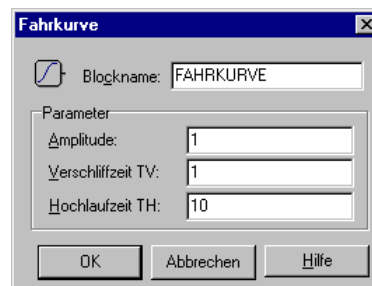 Fahrkurve
Blockname: FAHRKURVE
Parameter
Amplitude: 1
Verschliffzeit TV: 1
Hochlaufzeit TH: 10
OK Abbrechen Hilfe